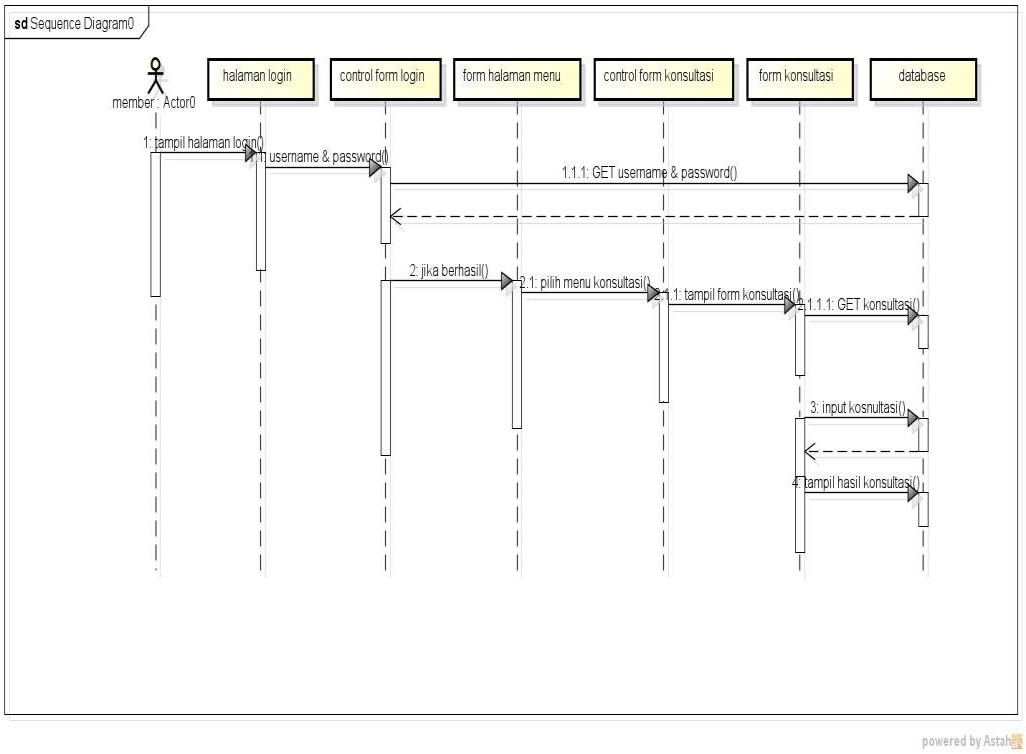 sd Sequence Diagram0
member : Actor0
halaman login
control form login
form halaman menu
control form konsultasi
form konsultasi
database
1: tampil halaman login()
username & password()
1.1.1: GET username & password()
2: jika berhasil()
2.1: pilih menu konsultasi()
2.1.1: tampil form konsultasi()
2.1.1.1: GET konsultasi()
3: input kosnultasi()
4: tampil hasil konsultasi()
powered by Astah